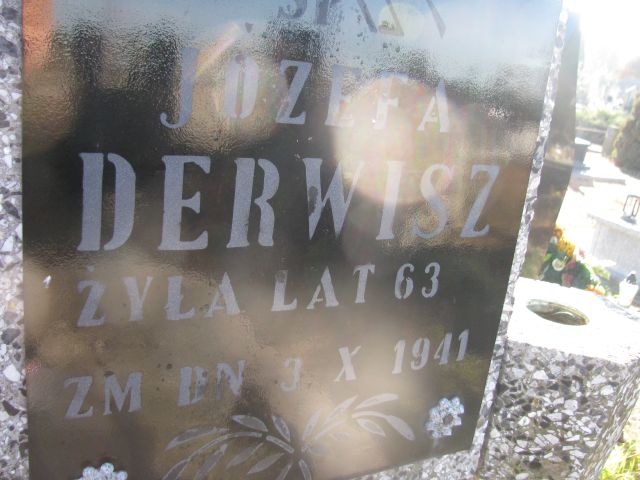 JÓZEFA
DERWISZ
ŻYŁA LAT 63
ZM DN 3 X 1941